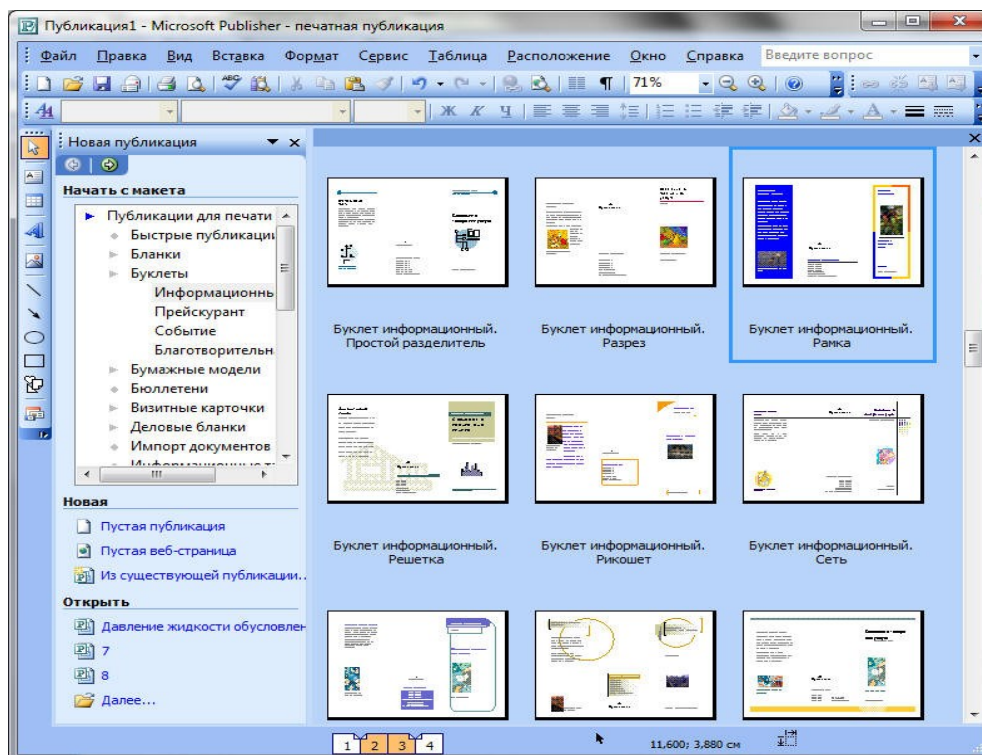 Публикация1 - Microsoft Publisher - печатная публикация
Файл Правка Вид Вставка Формат Сервис Таблица Расположение Окно Справка Введите вопрос
71%
Ж К Ч
Новая публикация
Начать с макета
Публикации для печати
Быстрые публикации
Бланки
Буклеты
Информационнь
Прейскурант
Событие
Благотворительн
Бумажные модели
Бюллетени
Визитные карточки
Деловые бланки
Импорт документов
Новая
Пустая публикация
Пустая веб-страница
Из существующей публикации..
Открыть
Давление жидкости обусловлен
7
8
Далее...
Буклет информационный.
Простой разделитель
Буклет информационный.
Разрез
Буклет информационный.
Рамка
Буклет информационный.
Решетка
Буклет информационный.
Рикошет
Буклет информационный.
Сеть
1 2 3 4
11,600; 3,880 см